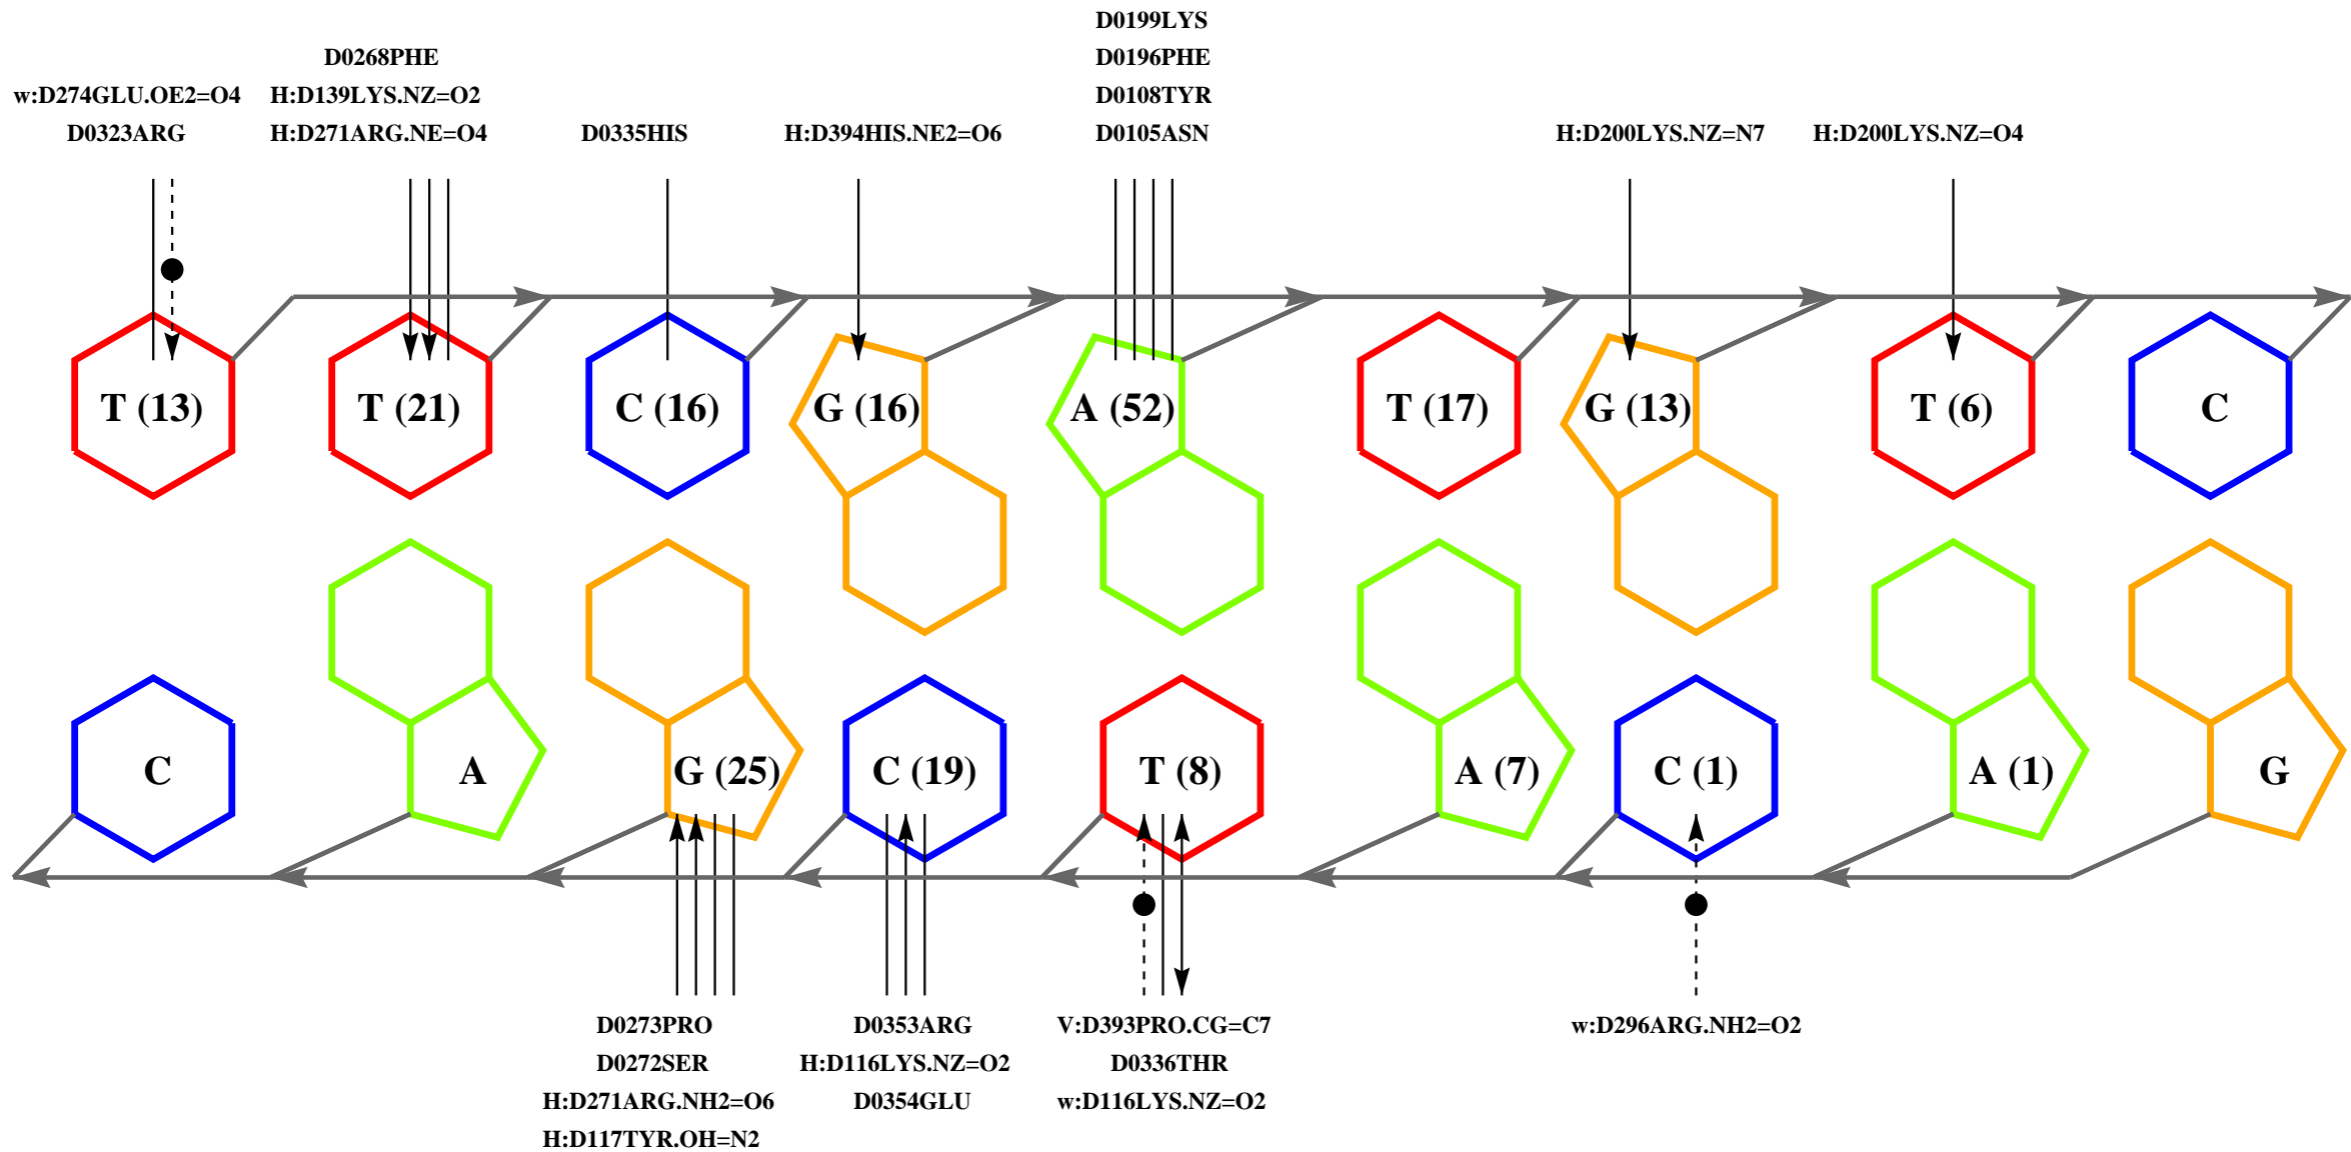 D0199LYS
D0268PHE
D0196PHE
w:D274GLU.OE2=O4
H:D139LYS.NZ=O2
D0108TYR
D0323ARG
H:D271ARG.NE=O4
D0335HIS
H:D394HIS.NE2=O6
D0105ASN
H:D200LYS.NZ=N7
H:D200LYS.NZ=O4
T (13)
T (21)
C (16)
G (16)
A (52)
T (17)
G (13)
T (6)
C
C
A
G (25)
C (19)
T (8)
A (7)
C (1)
A (1)
G
D0273PRO
D0353ARG
V:D393PRO.CG=C7
w:D296ARG.NH2=O2
D0272SER
H:D116LYS.NZ=O2
D0336THR
H:D271ARG.NH2=O6
D0354GLU
w:D116LYS.NZ=O2
H:D117TYR.OH=N2